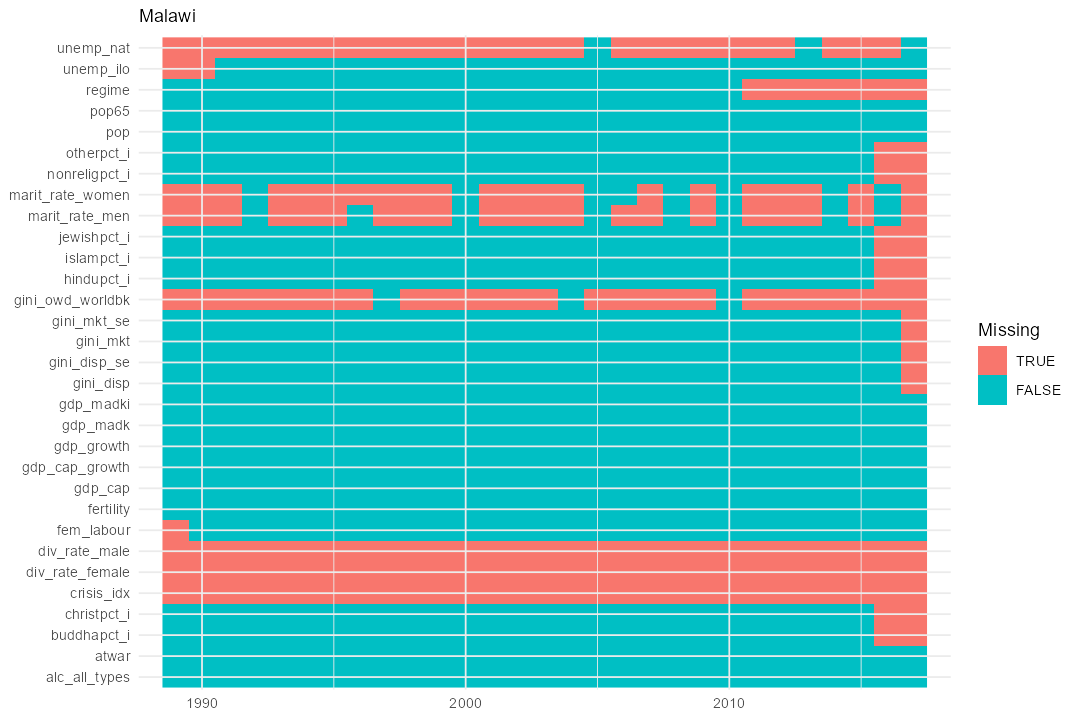 Malawi
unemp_nat
unemp_ilo
regime
pop65
pop
otherpct_i
nonreligpct_i
marit_rate_women
marit_rate_men
jewishpct_i
islampct_i
hindupct_i
gini_owd_worldbk
gini_mkt_se
gini_mkt
gini_disp_se
gini_disp
gdp_madki
gdp_madk
gdp_growth
gdp_cap_growth
gdp_cap
fertility
fem_labour
div_rate_male
div_rate_female
crisis_idx
christpct_i
buddhapct_i
atwar
alc_all_types
1990 2000 2010
Missing
TRUE
FALSE